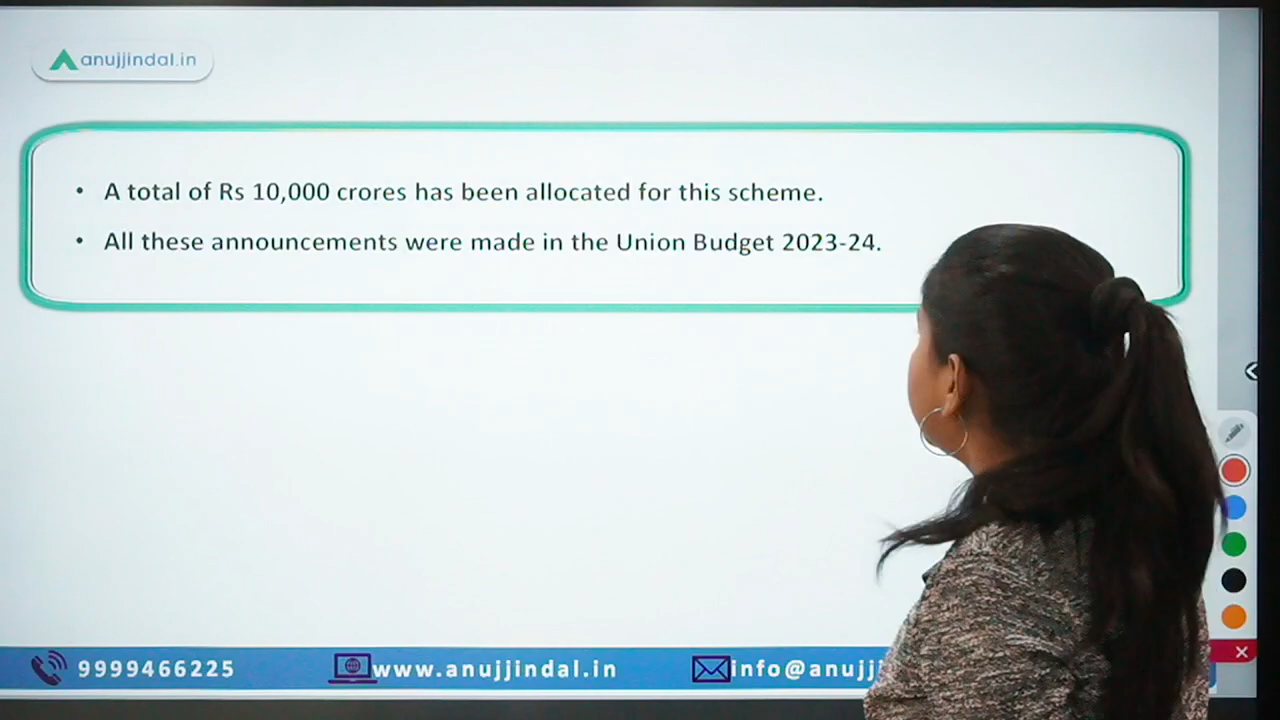 anujjindal.in
• A total of Rs 10,000 crores has been allocated for this scheme.
• All these announcements were made in the Union Budget 2023-24.
9999466225
www.anujjindal.in
info@anujj